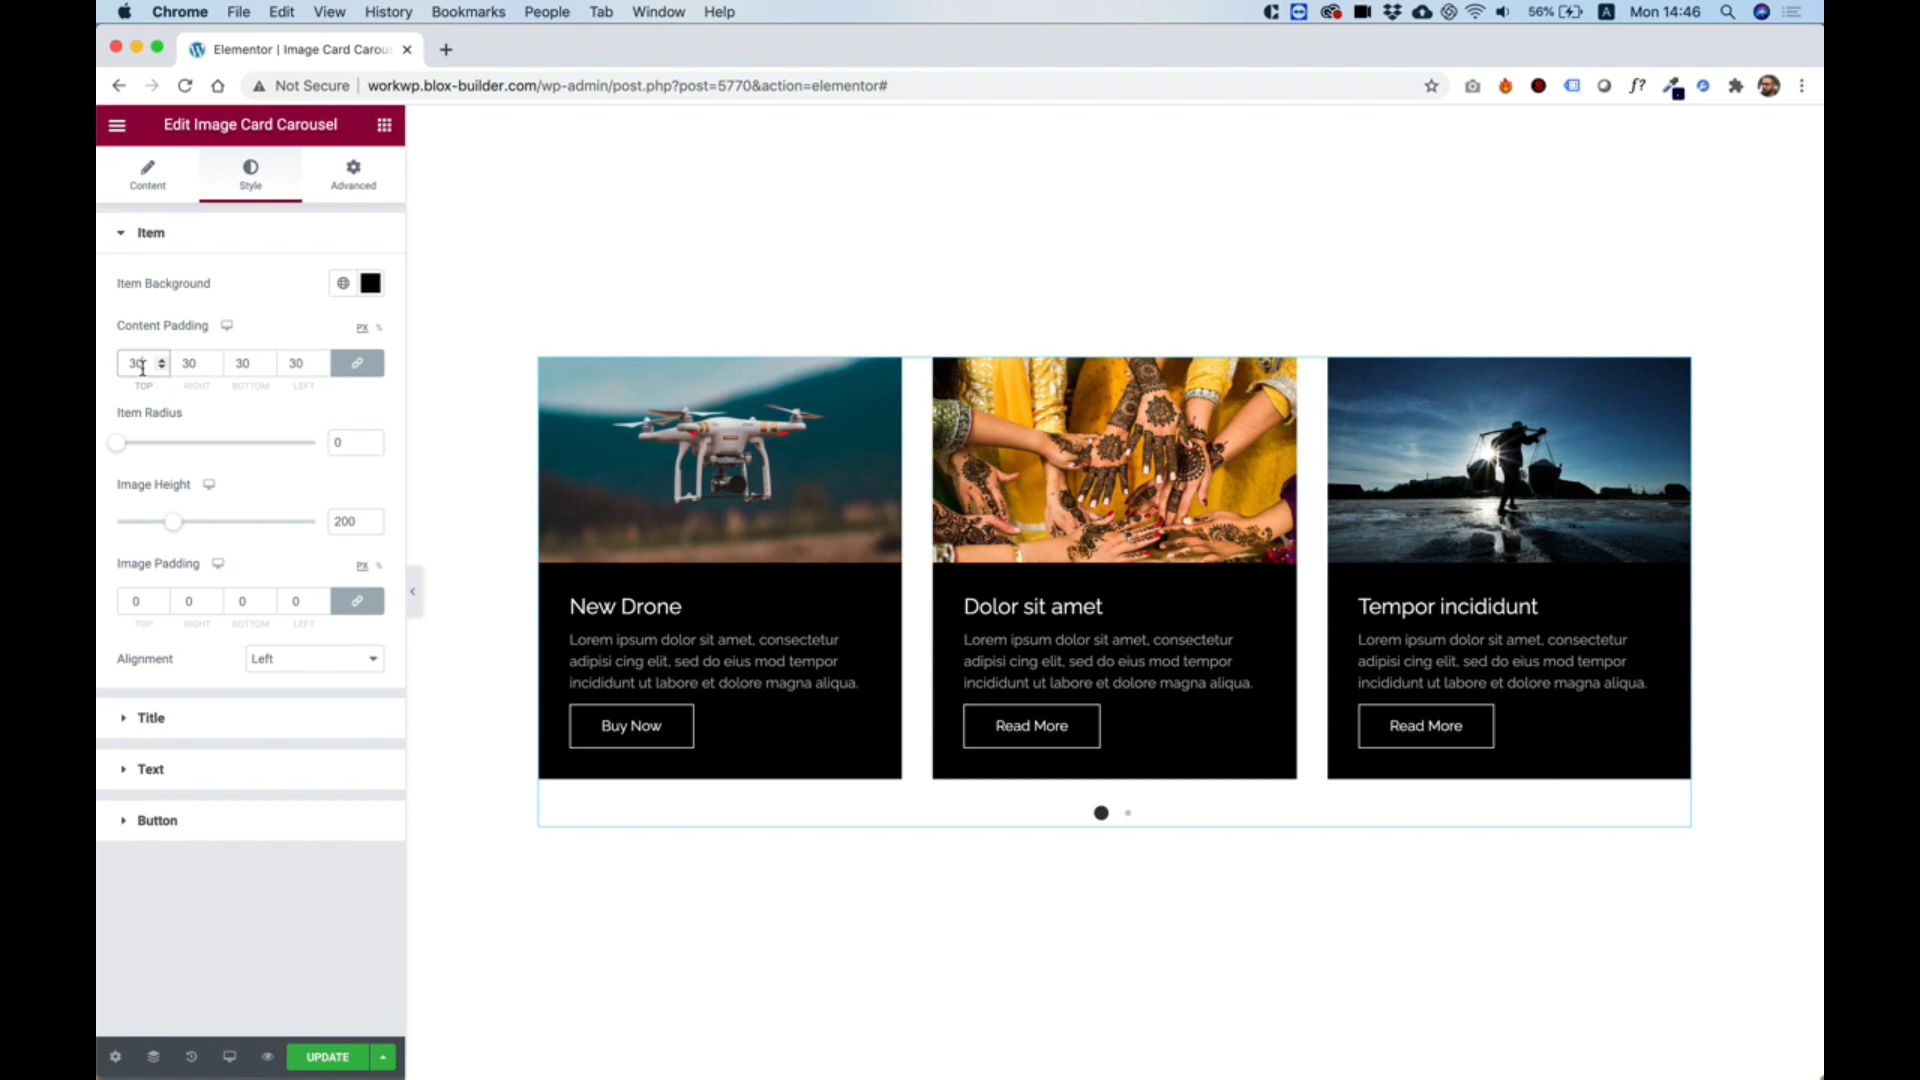 Chrome File Edit View History Bookmarks People Tab Window Help 56% A Mon 14:46
Elementor | Image Card Carou
Not Secure | workwp.blox-builder.com/wp-admin/post.php?post=5770&action=elementor# f?
Edit Image Card Carousel
Content Style Advanced
Item
Item Background
Content Padding PX %
30 30 30 30
TOP RIGHT BOTTOM LEFT
Item Radius
0
Image Height
200
Image Padding PX %
0 0 0 0
TOP RIGHT BOTTOM LEFT
Alignment Left
Title
Text
Button
UPDATE
New Drone
Lorem ipsum dolor sit amet, consectetur
adipisi cing elit, sed do eius mod tempor
incididunt ut labore et dolore magna aliqua.
Buy Now
Dolor sit amet
Lorem ipsum dolor sit amet, consectetur
adipisi cing elit, sed do eius mod tempor
incididunt ut labore et dolore magna aliqua.
Read More
Tempor incididunt
Lorem ipsum dolor sit amet, consectetur
adipisi cing elit, sed do eius mod tempor
incididunt ut labore et dolore magna aliqua.
Read More